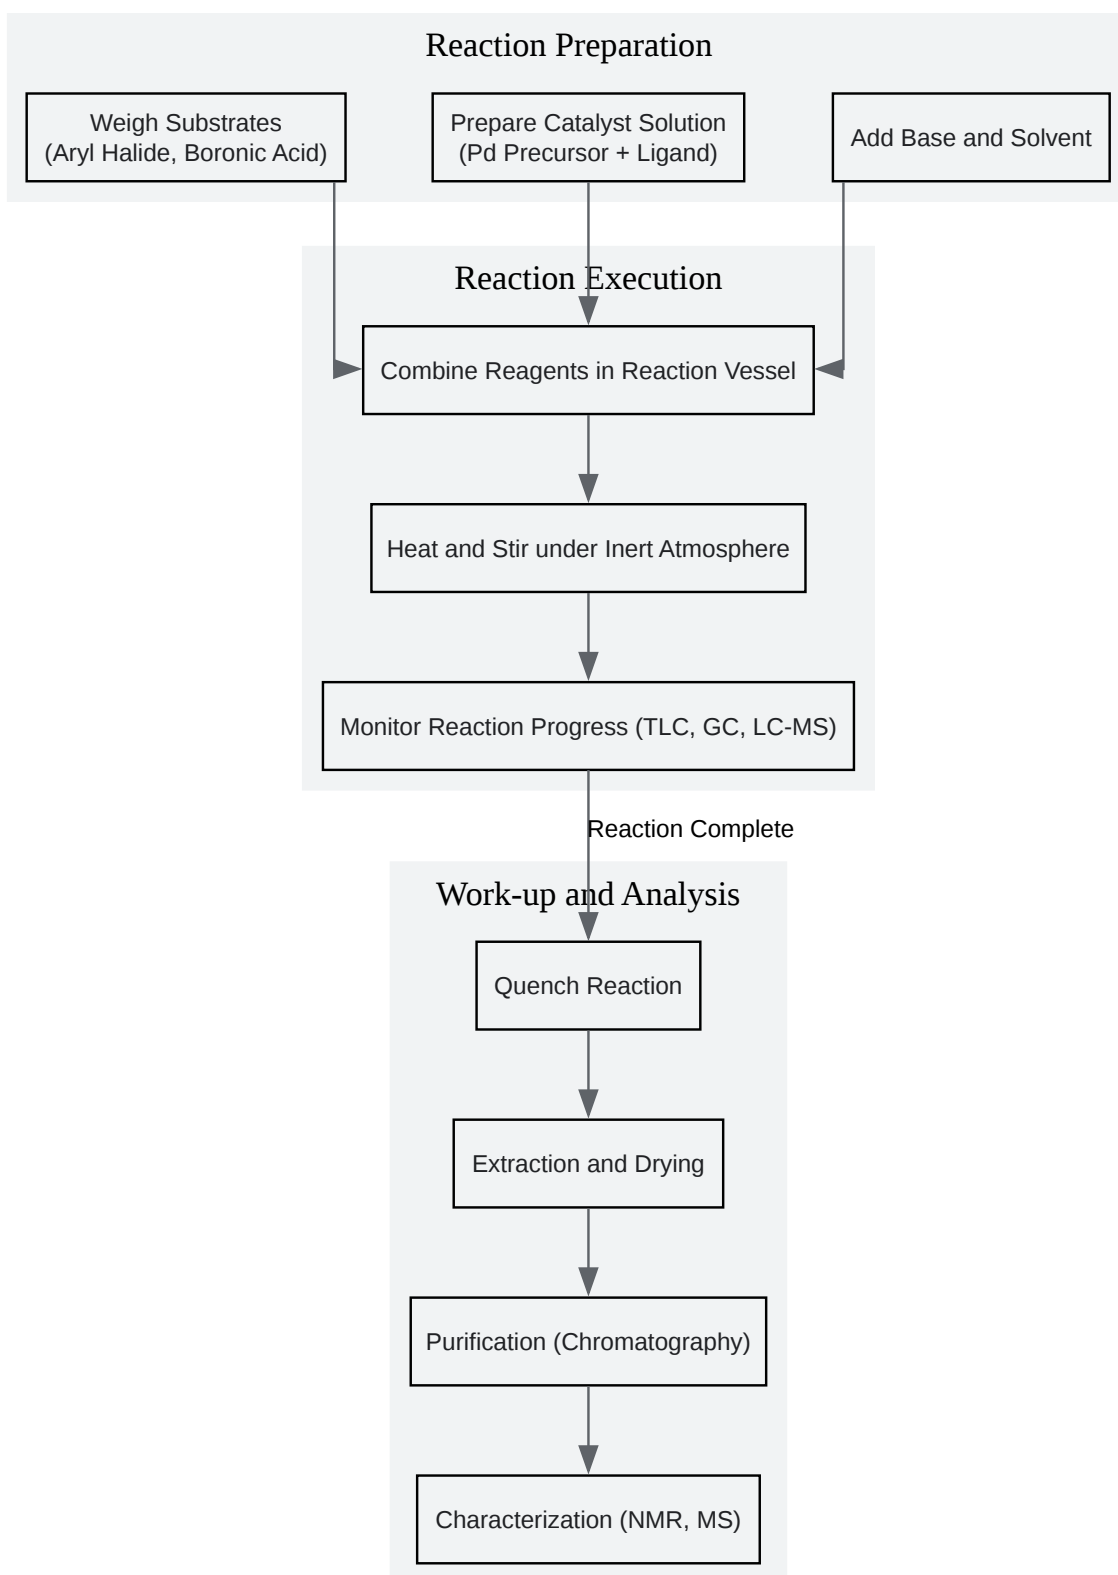 Reaction Preparation
Weigh Substrates
(Aryl Halide, Boronic Acid)
Prepare Catalyst Solution
(Pd Precursor + Ligand)
Add Base and Solvent
Reaction Execution
Combine Reagents in Reaction Vessel
Heat and Stir under Inert Atmosphere
Monitor Reaction Progress (TLC, GC, LC-MS)
Reaction Complete
Work-up and Analysis
Quench Reaction
Extraction and Drying
Purification (Chromatography)
Characterization (NMR, MS)